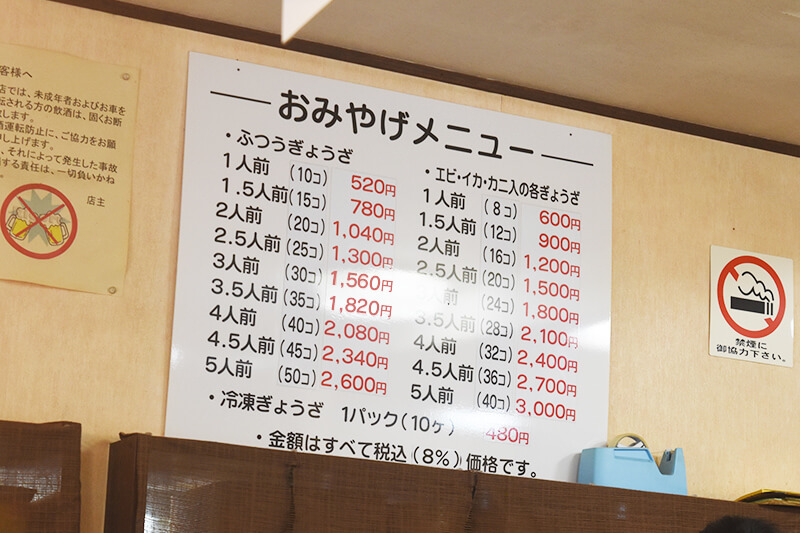 客様へ
店では、未成年者およびお車を
転される方の飲酒は、固くお断
致します。
酒運転防止に、ご協力をお願
申し上げます。
、それによって発生した事故
対する責任は、一切負いかね
店主
おみやげメニュー
・ふつうぎょうざ
1人前 (10コ) 520円
1.5人前(15コ) 780円
2人前 (20コ) 1,040円
2.5人前(25コ) 1,300円
3人前 (30コ) 1,560円
3.5人前(35コ) 1,820円
4人前 (40コ) 2,080円
4.5人前(45コ) 2,340円
5人前 (50コ) 2,600円
・エビ・イカ・カニ入の各ぎょうざ
1人前 (8コ) 600円
1.5人前 (12コ) 900円
2人前 (16コ) 1,200円
2.5人前(20コ) 1,500円
人前 (24コ) 1,800円
3.5人前(28コ) 2,100円
4人前 (32コ) 2,400円
4.5人前(36コ) 2,700円
5人前 (40コ) 3,000円
・冷凍ぎょうざ 1パック(10ケ) 480円
・金額はすべて税込(8%)価格です。
禁煙に
御協力下さい。